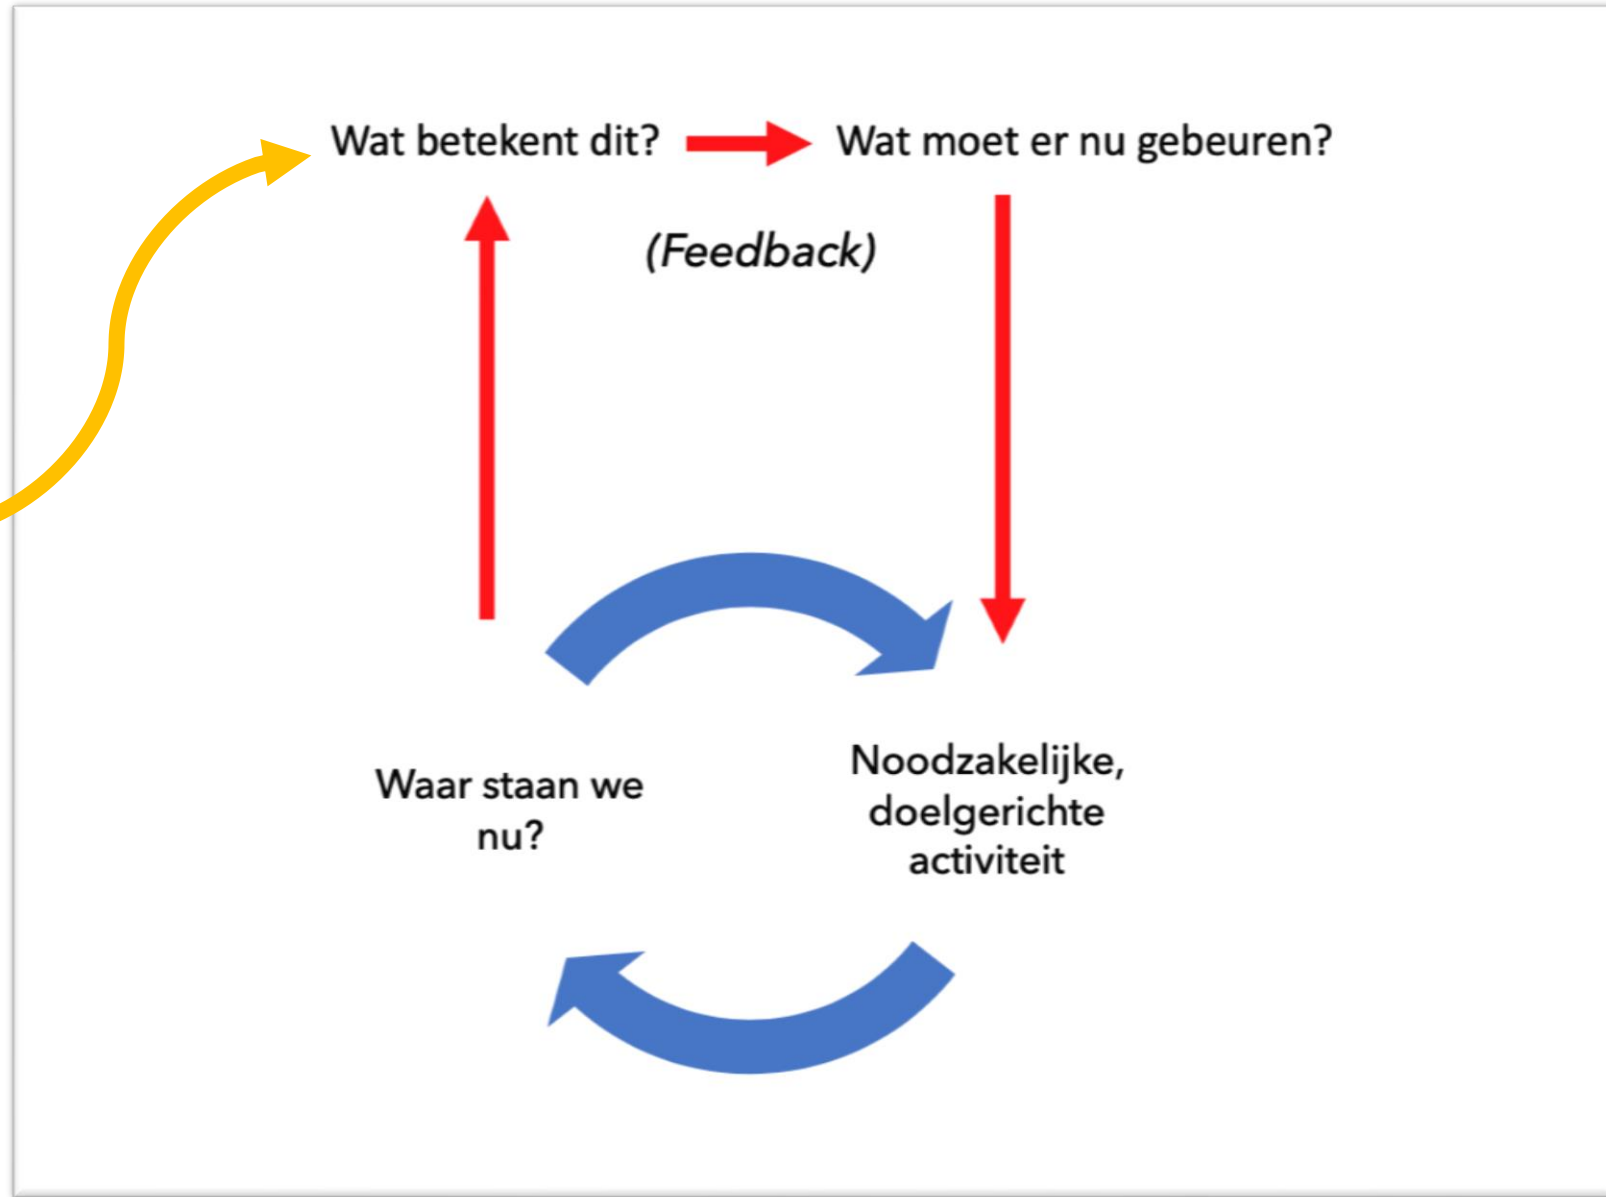 Wat betekent dit?
Wat moet er nu gebeuren?
(Feedback)
Waar staan we
nu?
Noodzakelijke,
doelgerichte
activiteit